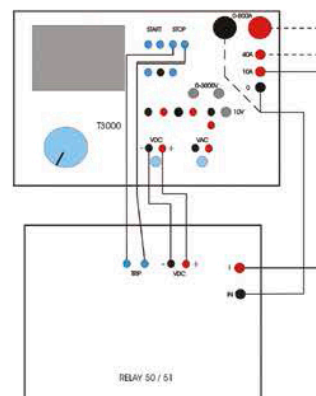 0-800A
START STOP
40A
10A
0
0-3000V
T3000
10V
- VDC + VAC
TRIP - VDC + I
IN
RELAY 50 / 51